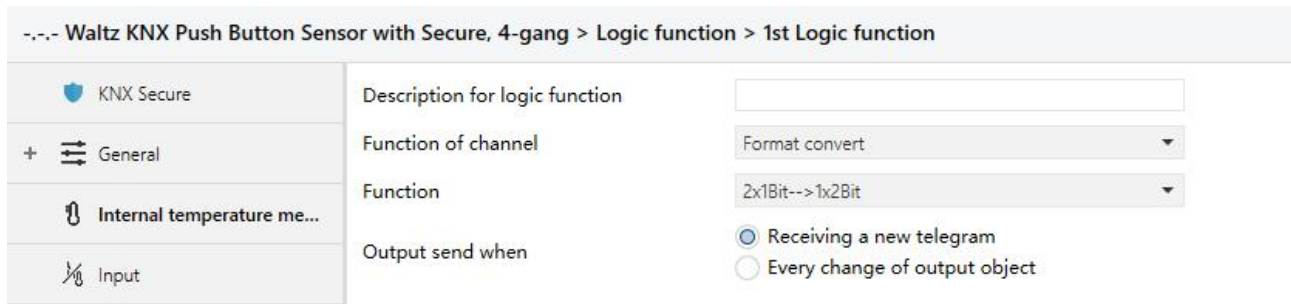 -.-.- Waltz KNX Push Button Sensor with Secure, 4-gang > Logic function > 1st Logic function
KNX Secure
Description for logic function
+ General
Function of channel
Format convert
Internal temperature me...
Function
2x1Bit-->1x2Bit
Input
Output send when
Receiving a new telegram
Every change of output object